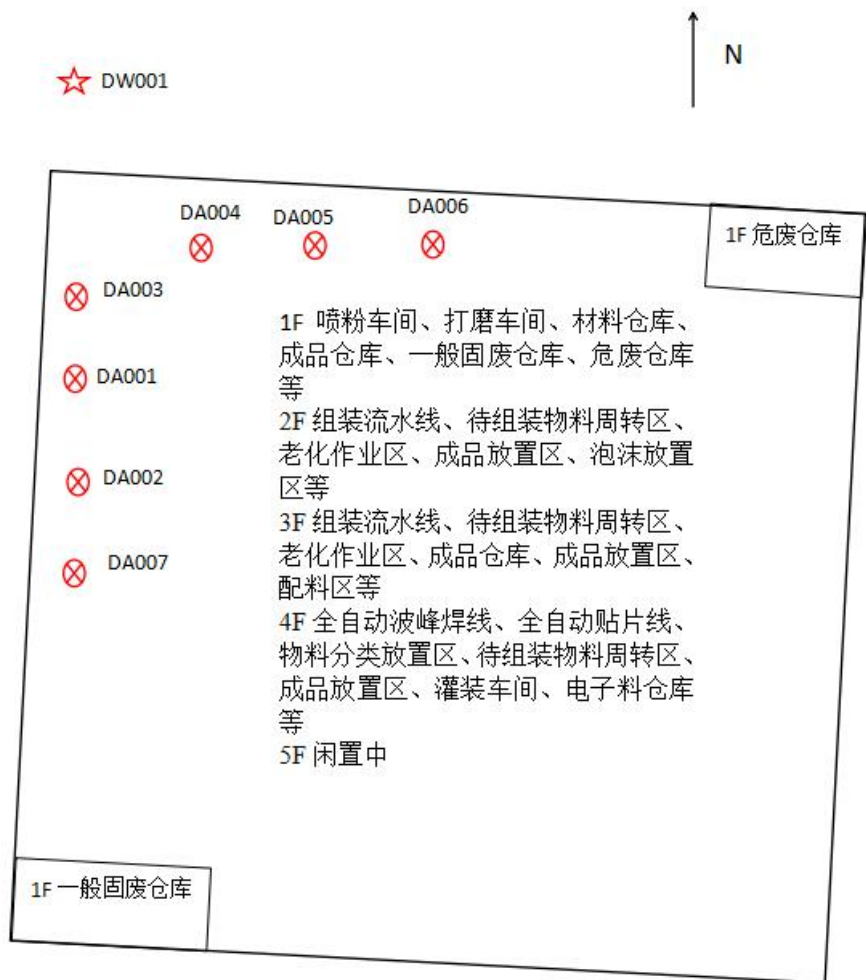 N
DW001
DA004
DA005
DA006
1F 危废仓库
DA003
DA001
DA002
DA007
1F 喷粉车间、打磨车间、材料仓库、
成品仓库、一般固废仓库、危废仓库
等
2F 组装流水线、待组装物料周转区、
老化作业区、成品放置区、泡沫放置
区等
3F 组装流水线、待组装物料周转区、
老化作业区、成品仓库、成品放置区、
配料区等
4F 全自动波峰焊线、全自动贴片线、
物料分类放置区、待组装物料周转区、
成品放置区、灌装车间、电子料仓库
等
5F 闲置中
1F 一般固废仓库